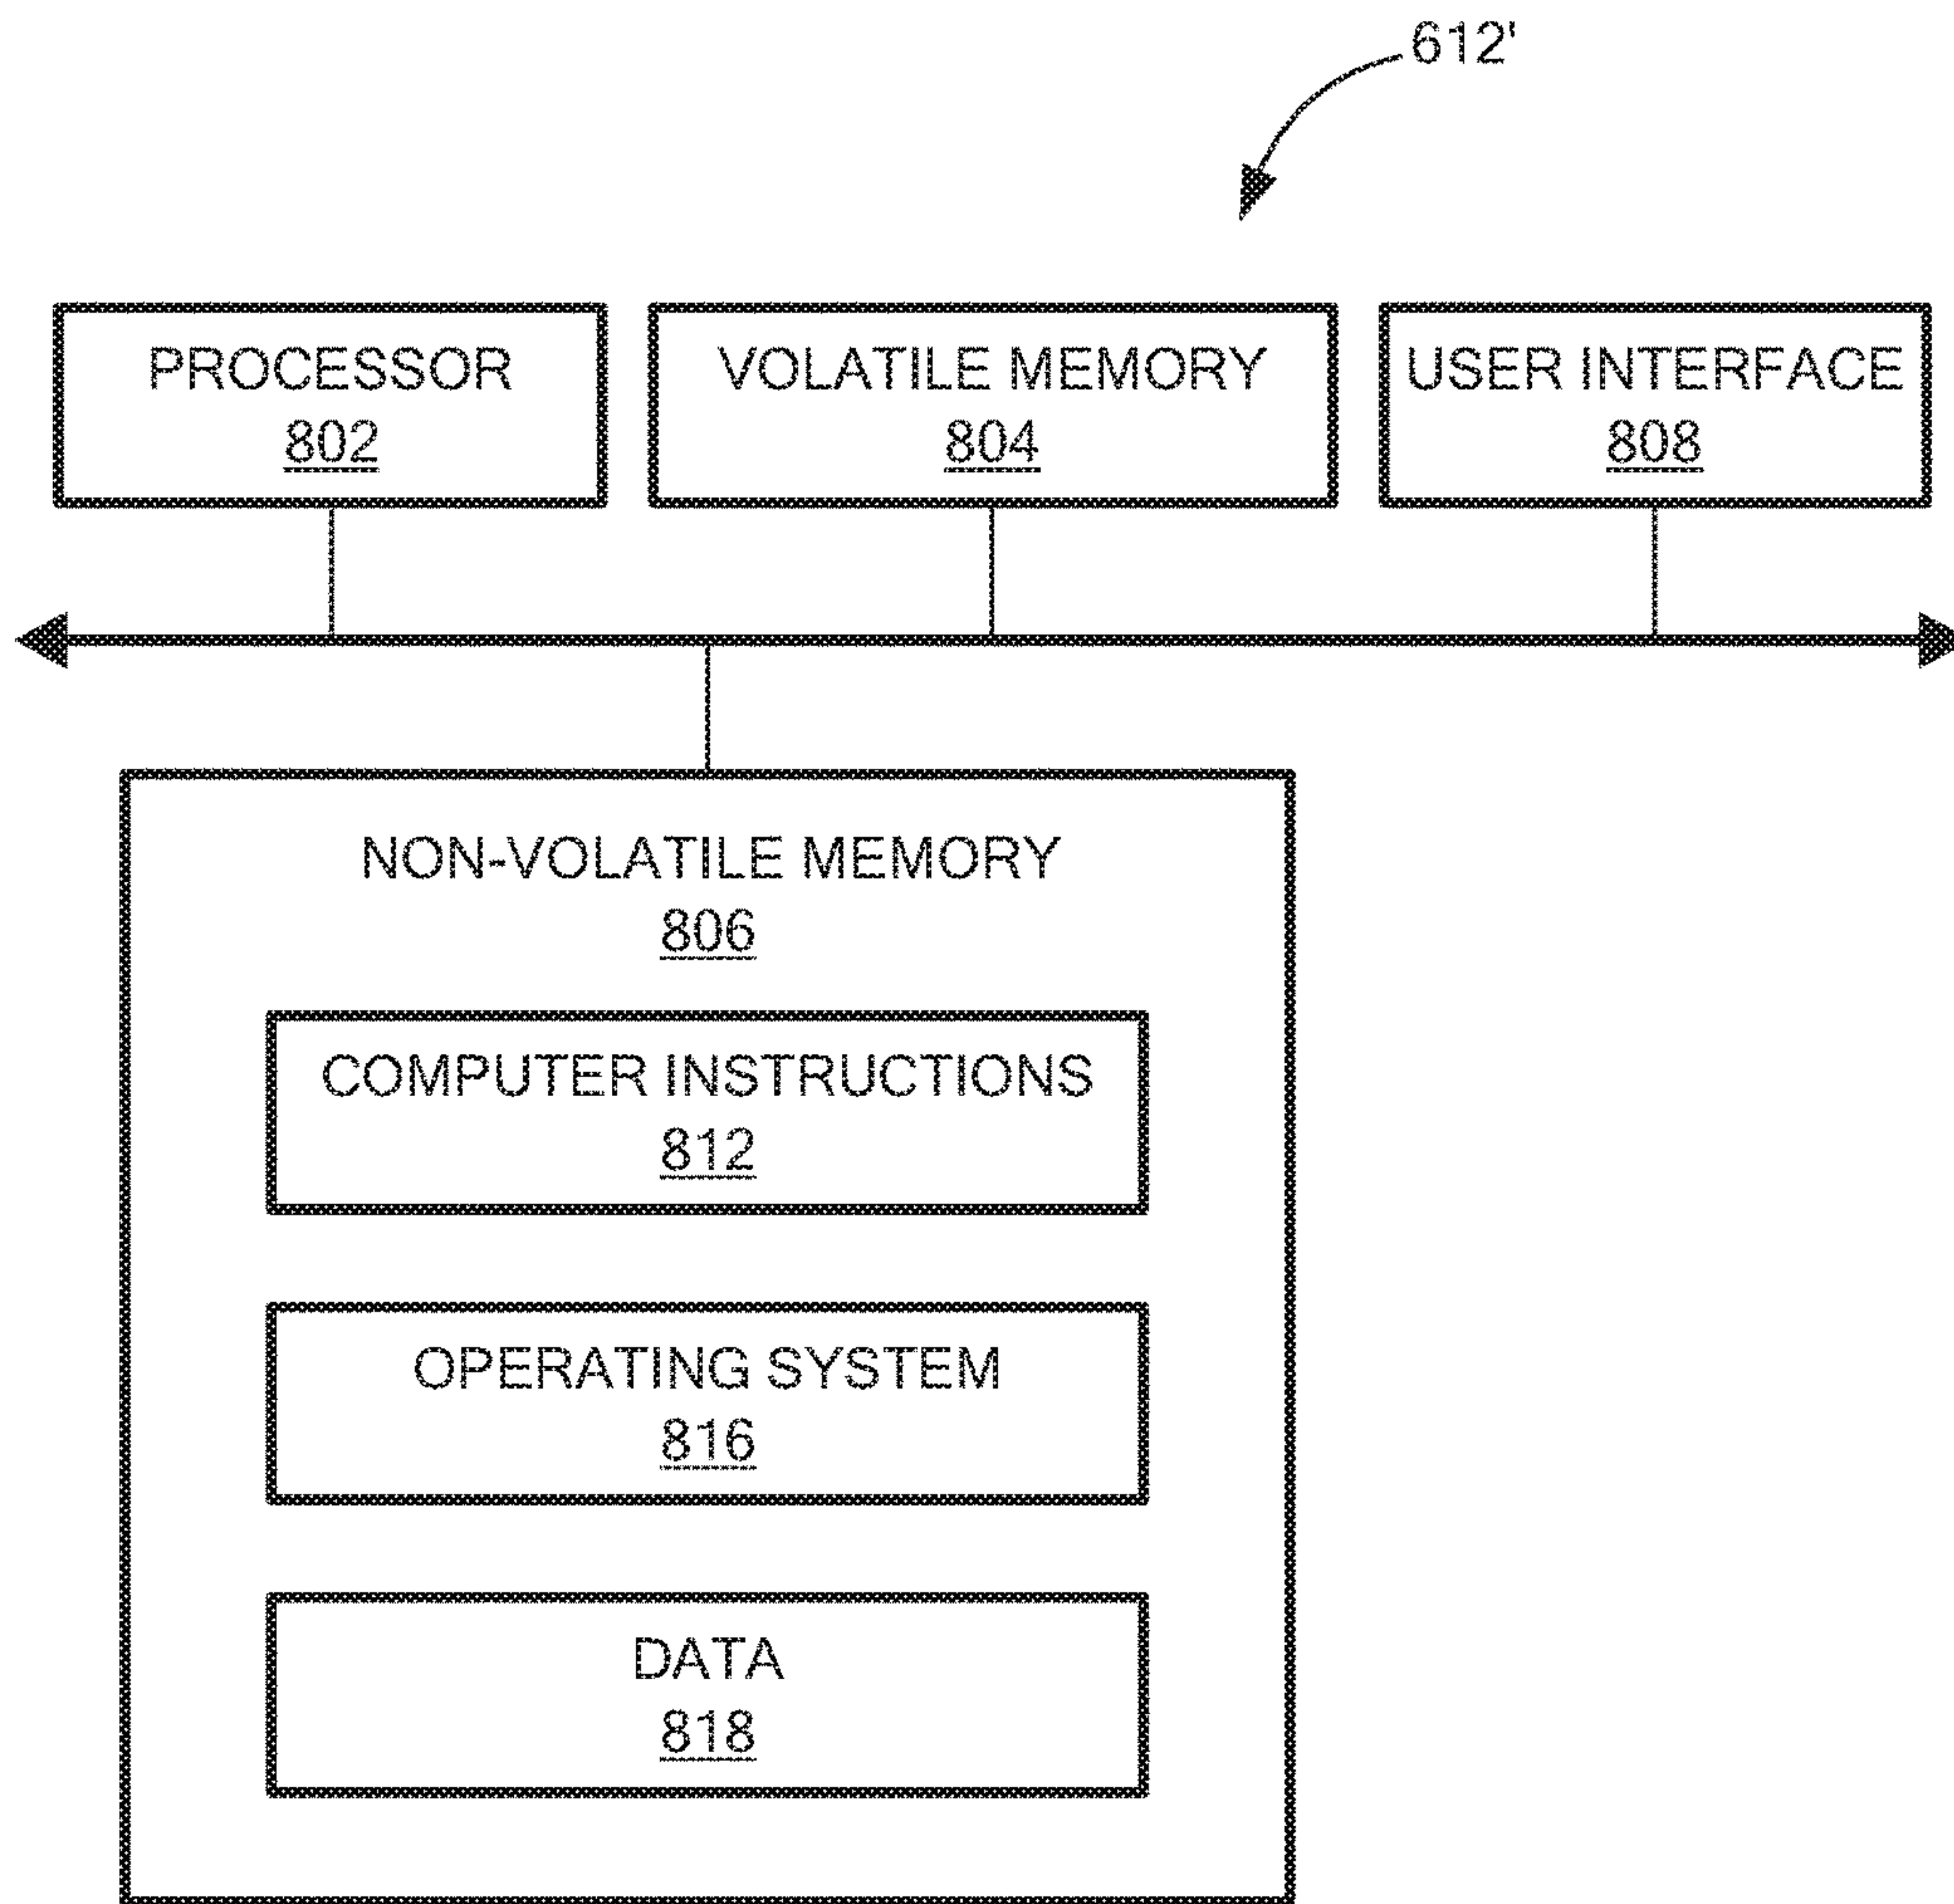 612'
PROCESSOR
802
VOLATILE MEMORY
804
USER INTERFACE
808
NON-VOLATILE MEMORY
806
COMPUTER INSTRUCTIONS
812
OPERATING SYSTEM
816
DATA
818